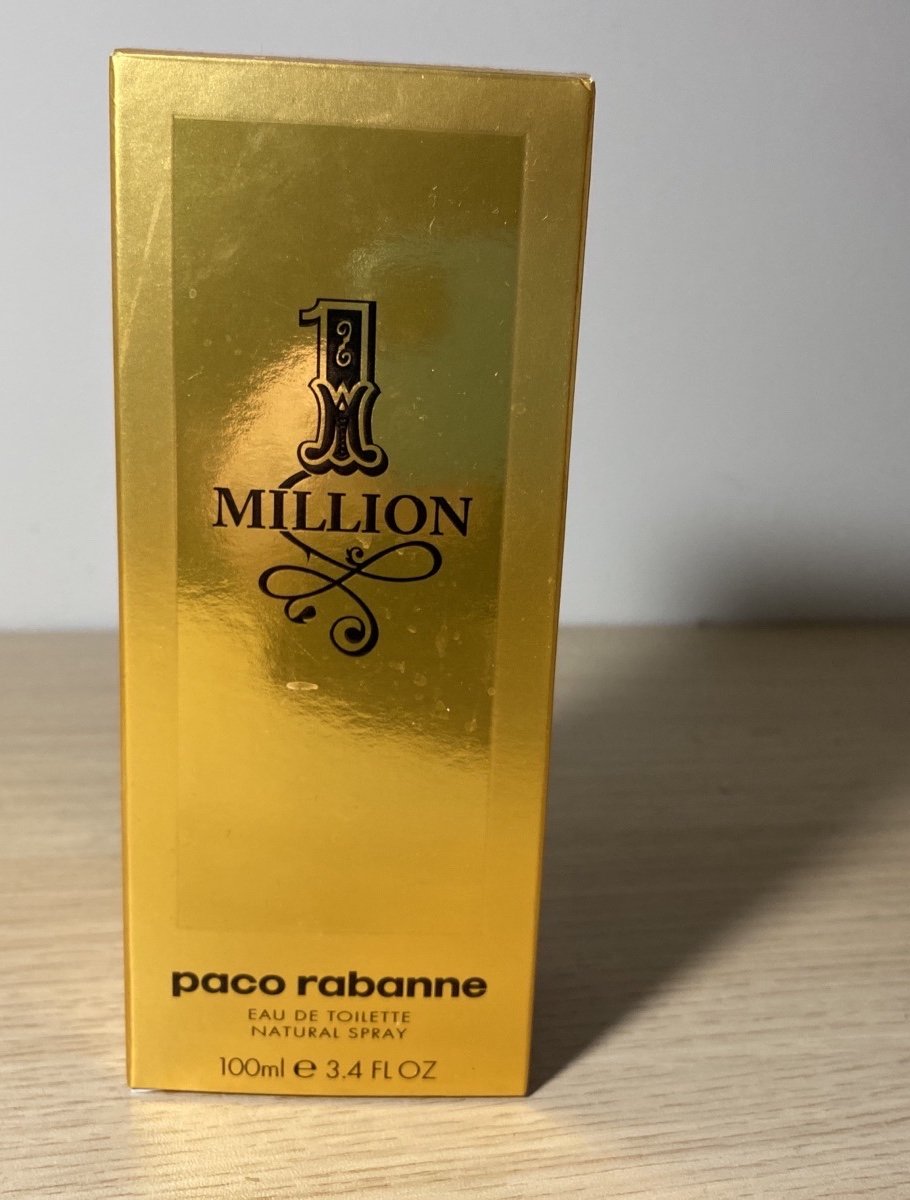 1
MILLION
paco rabanne
EAU DE TOILETTE
NATURAL SPRAY
100ml ℮ 3.4 FL OZ